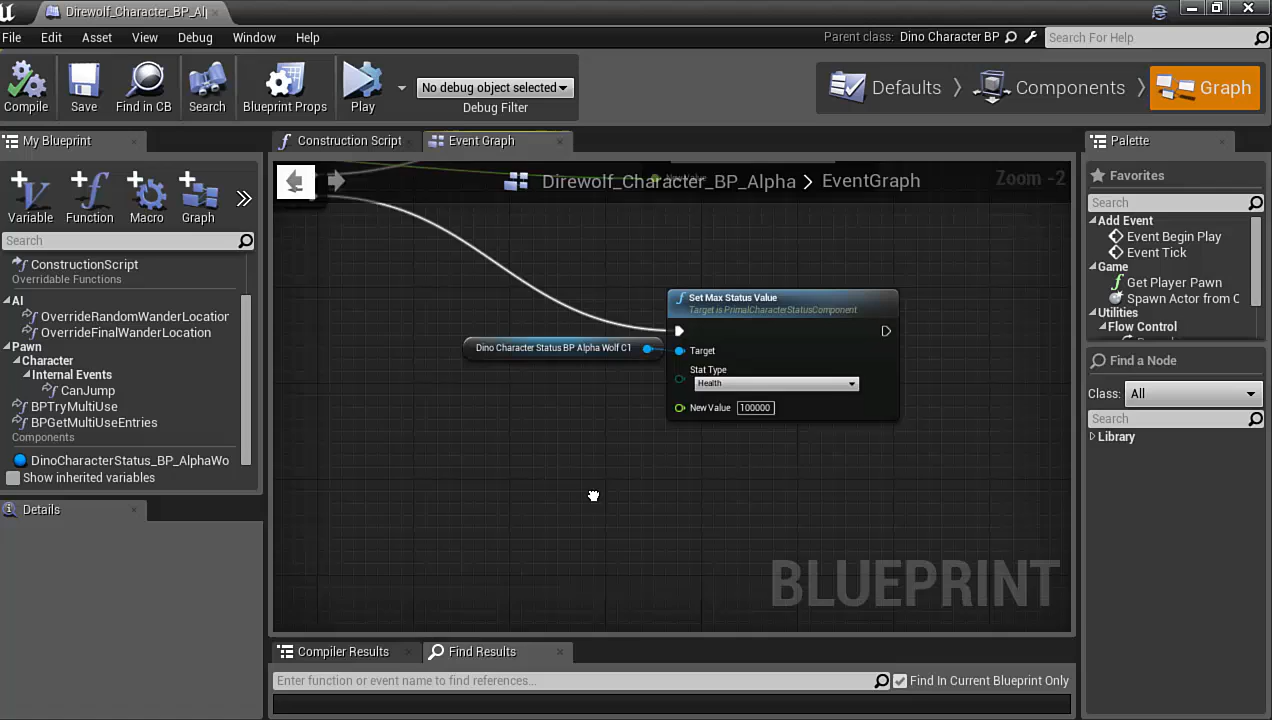 Direwolf_Character_BP_Alp
File Edit Asset View Debug Window Help
Parent class: Dino Character BP
Search For Help
Compile Save Find in CB Search Blueprint Props Play
No debug object selected
Debug Filter
Defaults Components Graph
My Blueprint
Variable Function Macro Graph
Search
ConstructionScript
Overridable Functions
AI
OverrideRandomWanderLocation
OverrideFinalWanderLocation
Pawn
Character
Internal Events
CanJump
BPTryMultiUse
BPGetMultiUseEntries
Components
DinoCharacterStatus_BP_AlphaWo
Show inherited variables
Details
Construction Script
Event Graph
Direwolf_Character_BP_Alpha > EventGraph
Zoom -2
Set Max Status Value
Target is PrimalCharacterStatusComponent
Dino Character Status BP Alpha Wolf C1
Target
Stat Type
Health
New Value 100000
BLUEPRINT
Compiler Results
Find Results
Enter function or event name to find references...
Find In Current Blueprint Only
Palette
Favorites
Search
Add Event
Event Begin Play
Event Tick
Game
Get Player Pawn
Spawn Actor from C
Utilities
Flow Control
Find a Node
Class: All
Search
Library